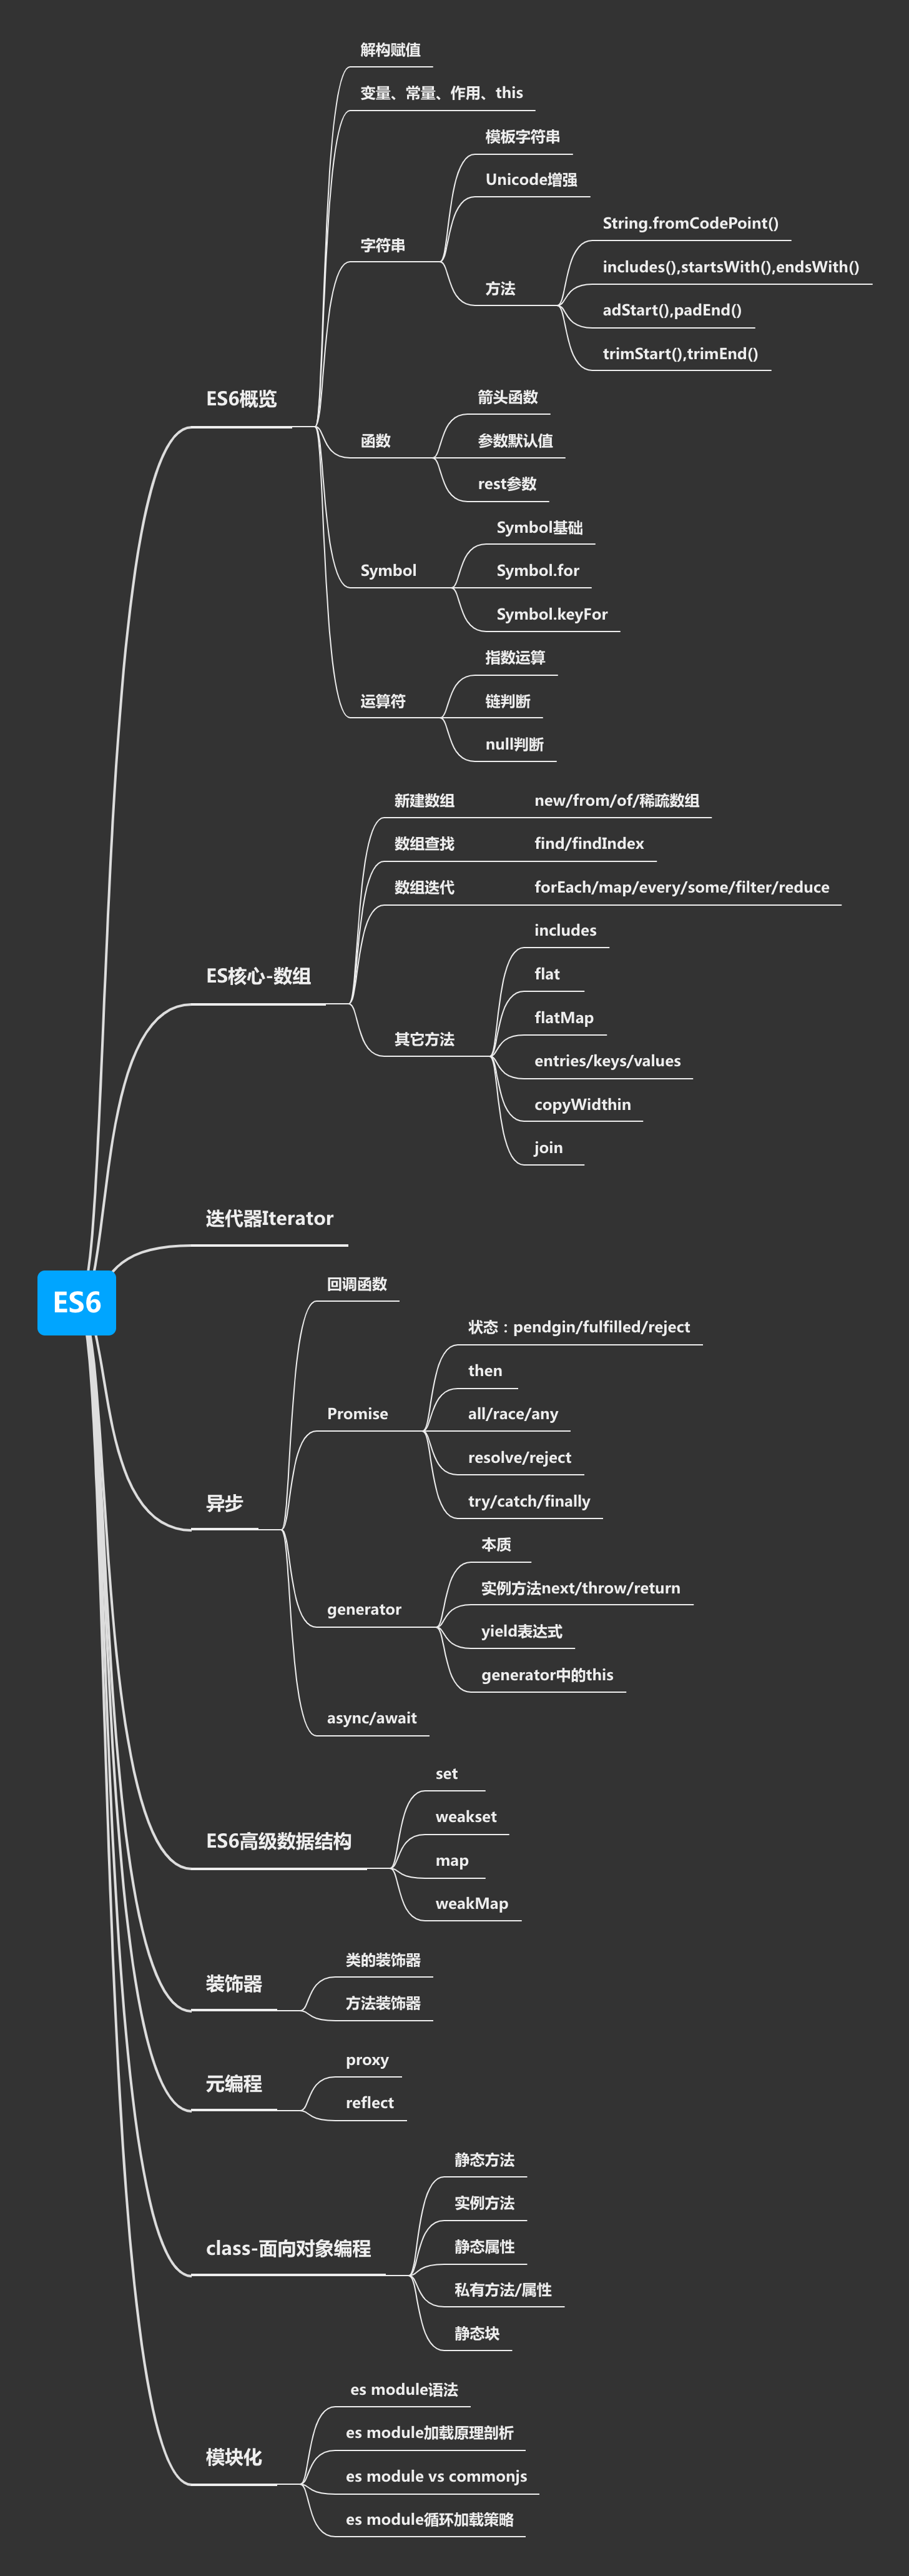 解构赋值
变量、常量、作用、this
模板字符串
Unicode增强
String.fromCodePoint()
字符串
includes(),startsWith(),endsWith()
方法
adStart(),padEnd()
trimStart(),trimEnd()
ES6概览
箭头函数
函数
参数默认值
rest参数
Symbol基础
Symbol
Symbol.for
Symbol.keyFor
指数运算
运算符
链判断
null判断
新建数组
new/from/of/稀疏数组
数组查找
find/findIndex
数组迭代
forEach/map/every/some/filter/reduce
includes
ES核心-数组
flat
flatMap
其它方法
entries/keys/values
copyWidthin
join
迭代器Iterator
ES6
回调函数
状态：pendgin/fulfilled/reject
then
Promise
all/race/any
resolve/reject
try/catch/finally
异步
本质
实例方法next/throw/return
generator
yield表达式
generator中的this
async/await
set
weakset
ES6高级数据结构
map
weakMap
类的装饰器
装饰器
方法装饰器
proxy
元编程
reflect
静态方法
实例方法
class-面向对象编程
静态属性
私有方法/属性
静态块
es module语法
es module加载原理剖析
模块化
es module vs commonjs
es module循环加载策略